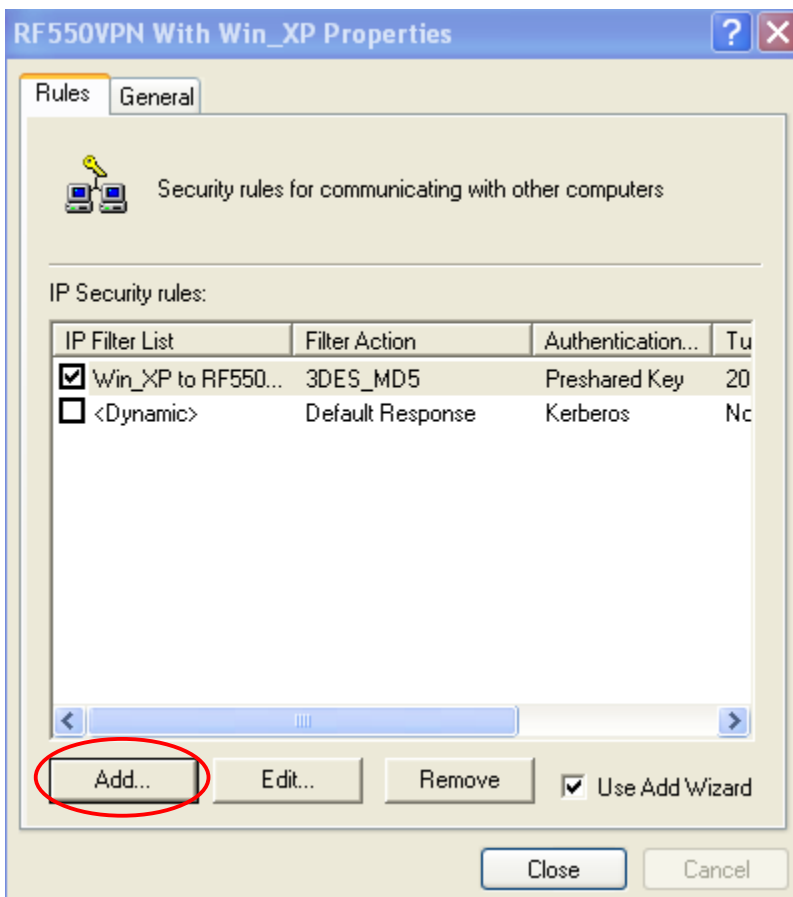 RF550VPN With Win_XP Properties
Rules General
Security rules for communicating with other computers
IP Security rules:
IP Filter List Filter Action Authentication... Tu
Win_XP to RF550... 3DES_MD5 Preshared Key 20
<Dynamic> Default Response Kerberos No
Add... Edit... Remove Use Add Wizard
Close Cancel